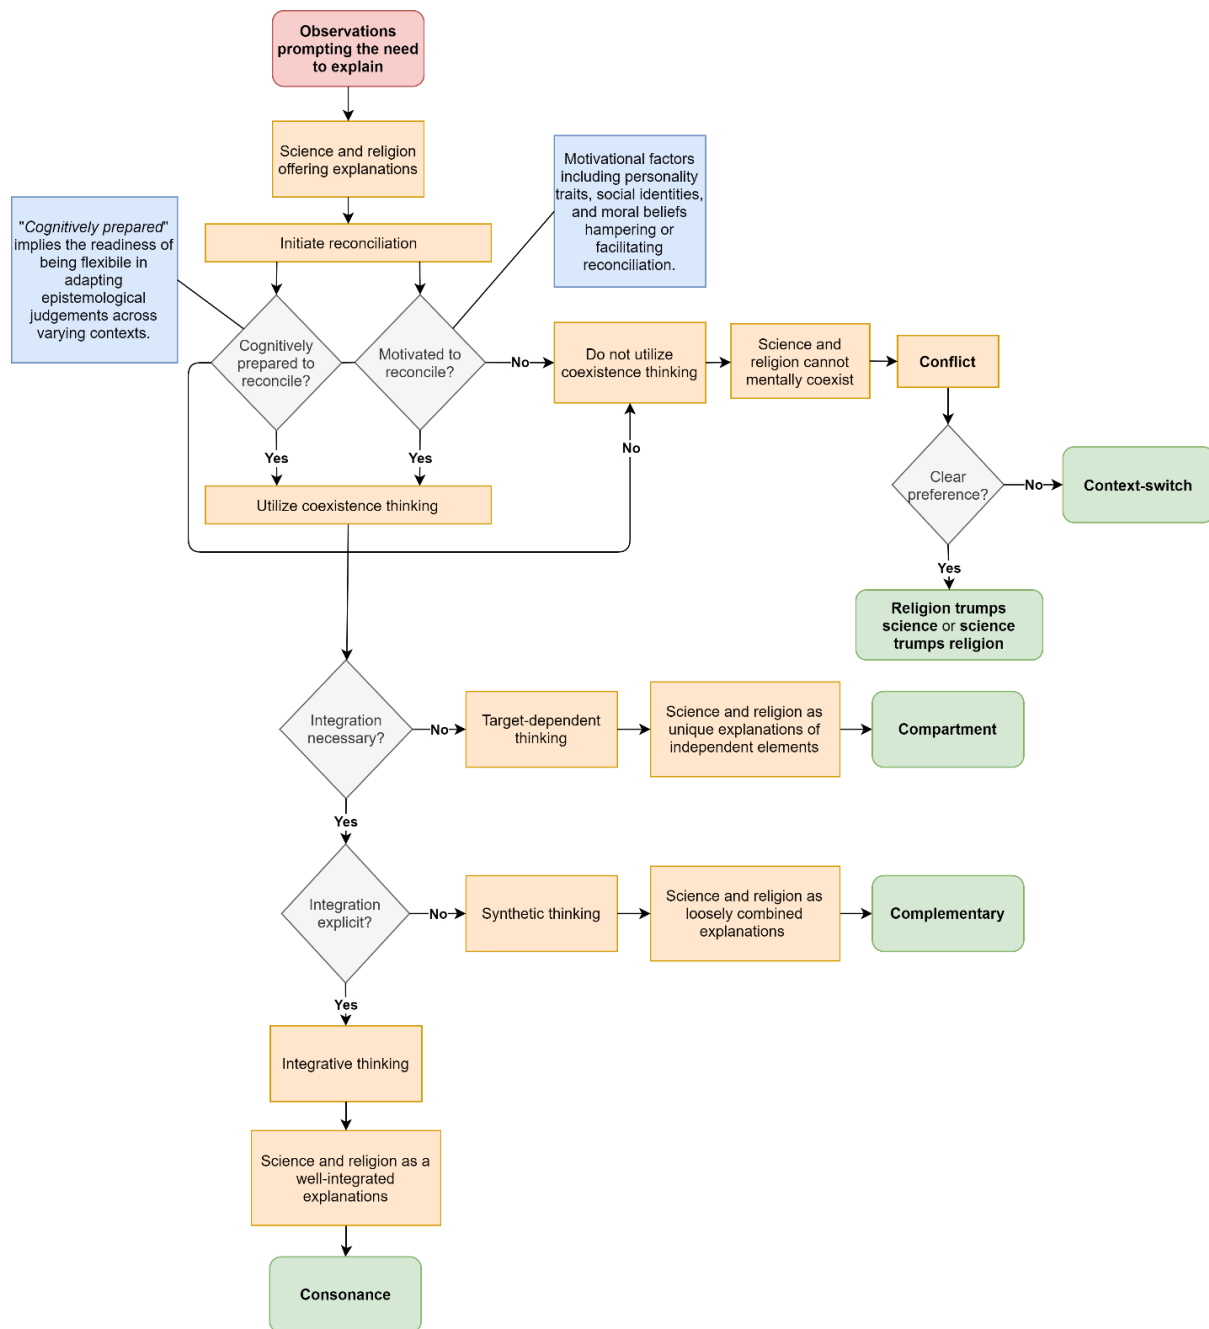 Observations
prompting the need
to explain
Science and religion
offering explanations
Motivational factors
including personality
traits, social identities,
and moral beliefs
hampering or
facilitating
reconciliation.
"Cognitively prepared"
implies the readiness of
being flexibile in
adapting
epistemological
judgements across
varying contexts.
Initiate reconciliation
Cognitively
prepared to
reconcile?
Motivated to
reconcile?
No
Do not utilize
coexistence thinking
Science and
religion cannot
mentally coexist
Conflict
Yes
Yes
No
Utilize coexistence thinking
Clear
preference?
No
Context-switch
Yes
Religion trumps
science or science
trumps religion
Integration
necessary?
No
Target-dependent
thinking
Science and religion as
unique explanations of
independent elements
Compartment
Yes
Integration
explicit?
No
Synthetic thinking
Science and religion as
loosely combined
explanations
Complementary
Yes
Integrative thinking
Science and religion as a
well-integrated
explanations
Consonance